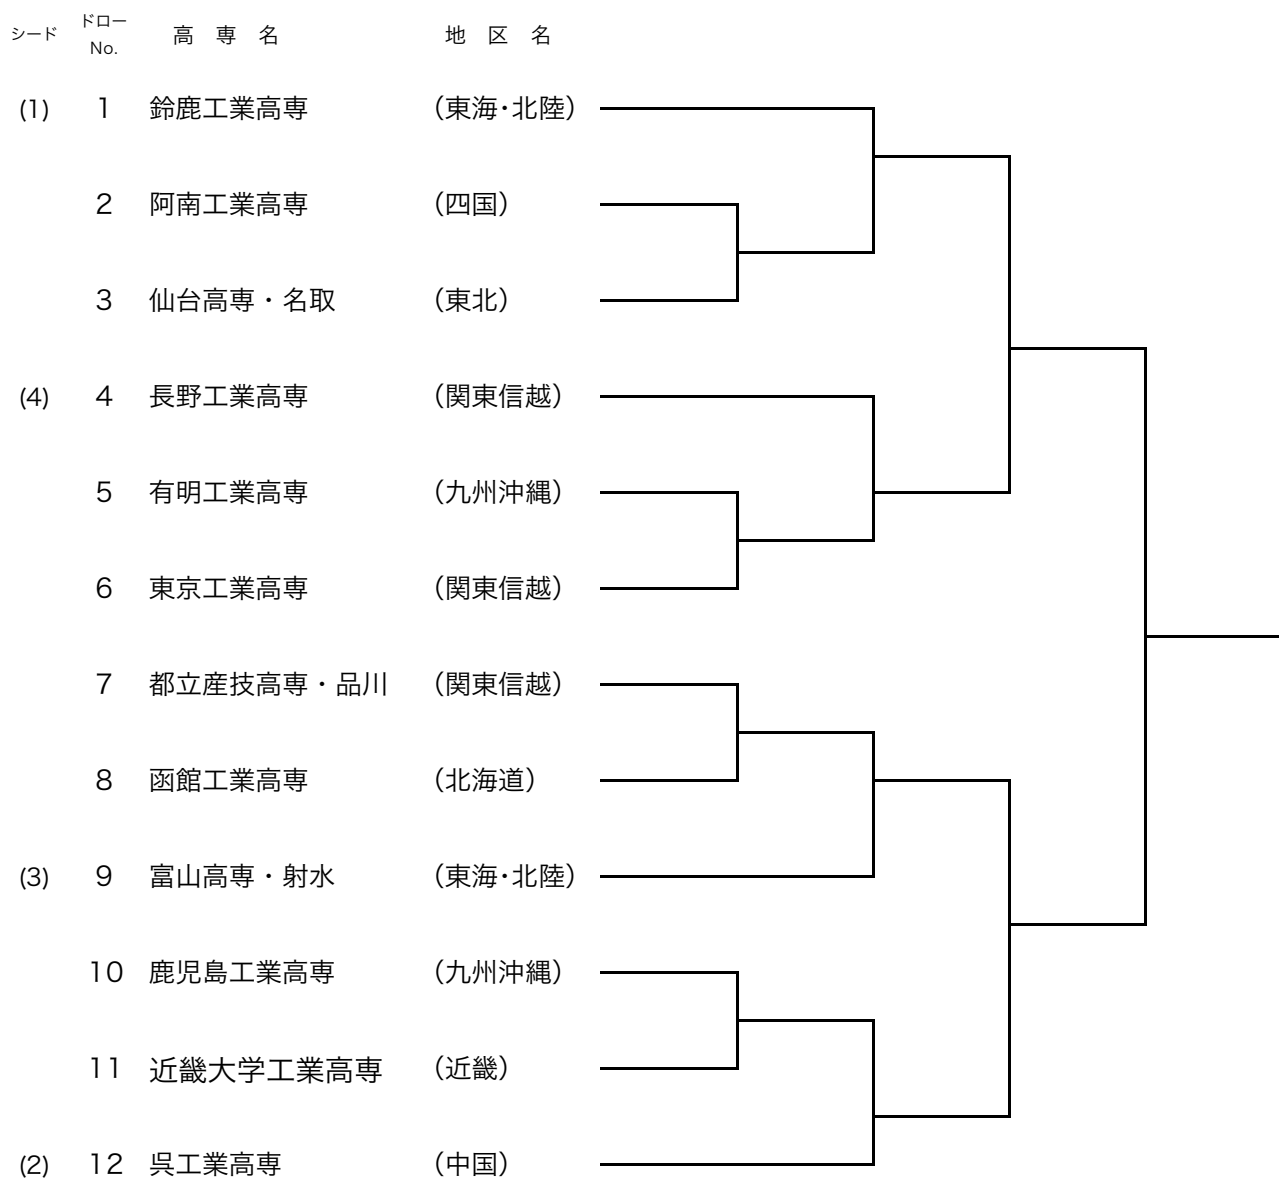 シード ドロー No. 高 専 名 地 区 名
(1) 1 鈴鹿工業高専 （東海・北陸）
2 阿南工業高専 （四国）
3 仙台高専・名取 （東北）
(4) 4 長野工業高専 （関東信越）
5 有明工業高専 （九州沖縄）
6 東京工業高専 （関東信越）
7 都立産技高専・品川 （関東信越）
8 函館工業高専 （北海道）
(3) 9 富山高専・射水 （東海・北陸）
10 鹿児島工業高専 （九州沖縄）
11 近畿大学工業高専 （近畿）
(2) 12 呉工業高専 （中国）